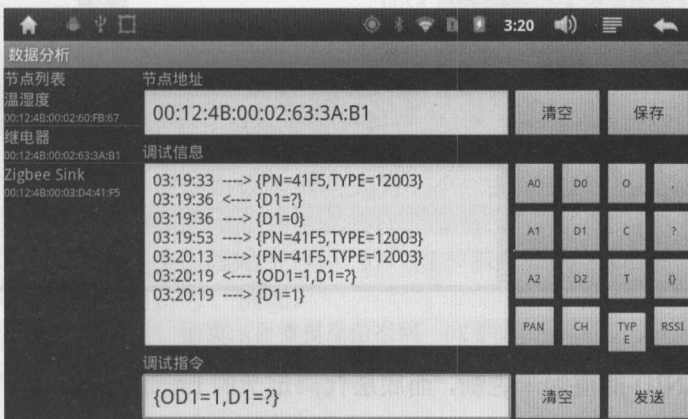 3:20
数据分析
节点列表
温湿度
00:12:4B:00:02:60:FB:67
继电器
00:12:4B:00:02:63:3A:B1
Zigbee Sink
00:12:4B:00:03:D4:41:F5
节点地址
00:12:4B:00:02:63:3A:B1
清空
保存
调试信息
03:19:33 ----> {PN=41F5,TYPE=12003}
03:19:36 <---- {D1=?}
03:19:36 ----> {D1=0}
03:19:53 ----> {PN=41F5,TYPE=12003}
03:20:13 ----> {PN=41F5,TYPE=12003}
03:20:19 <---- {OD1=1,D1=?}
03:20:19 ----> {D1=1}
A0 D0 O ,
A1 D1 C ?
A2 D2 T {}
PAN CH TYP
E RSSI
调试指令
{OD1=1,D1=?}
清空
发送